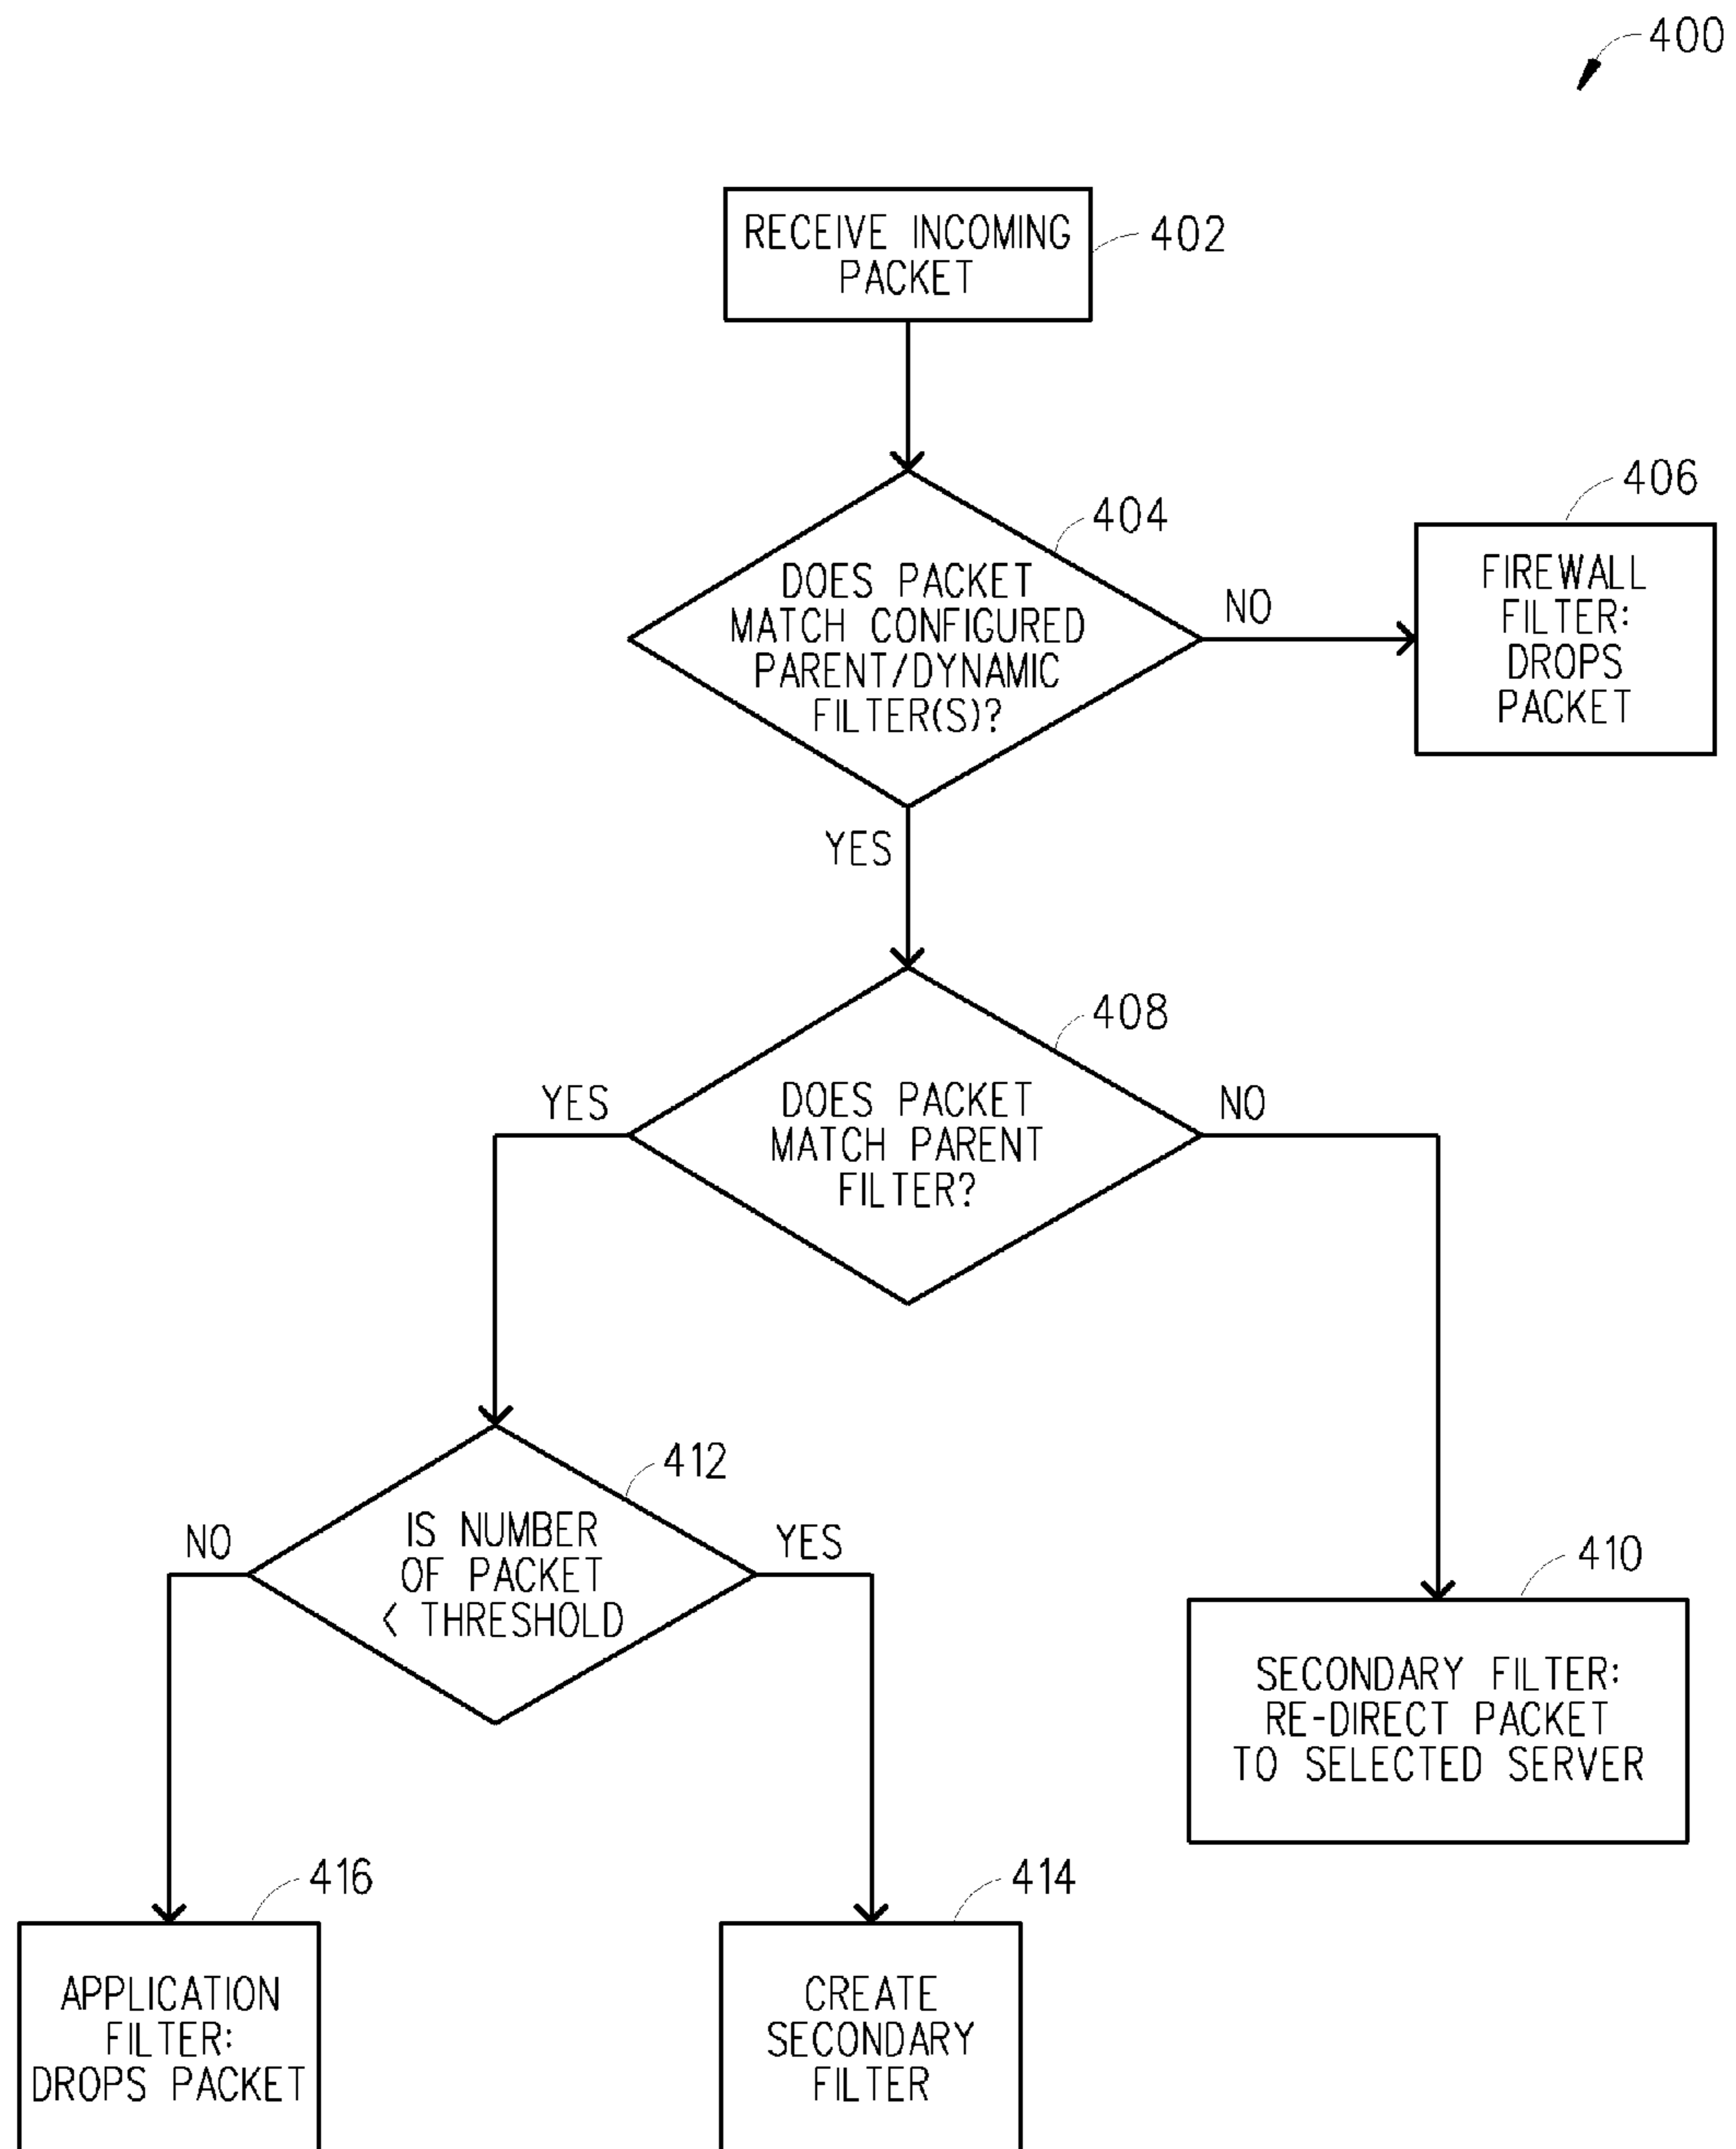 400
RECEIVE INCOMING
PACKET
402
404
DOES PACKET
MATCH CONFIGURED
PARENT/DYNAMIC
FILTER(S)?
NO
406
FIREWALL
FILTER:
DROPS
PACKET
YES
408
DOES PACKET
MATCH PARENT
FILTER?
YES
NO
412
IS NUMBER
OF PACKET
< THRESHOLD
NO
YES
410
SECONDARY FILTER:
RE-DIRECT PACKET
TO SELECTED SERVER
416
APPLICATION
FILTER:
DROPS PACKET
414
CREATE
SECONDARY
FILTER